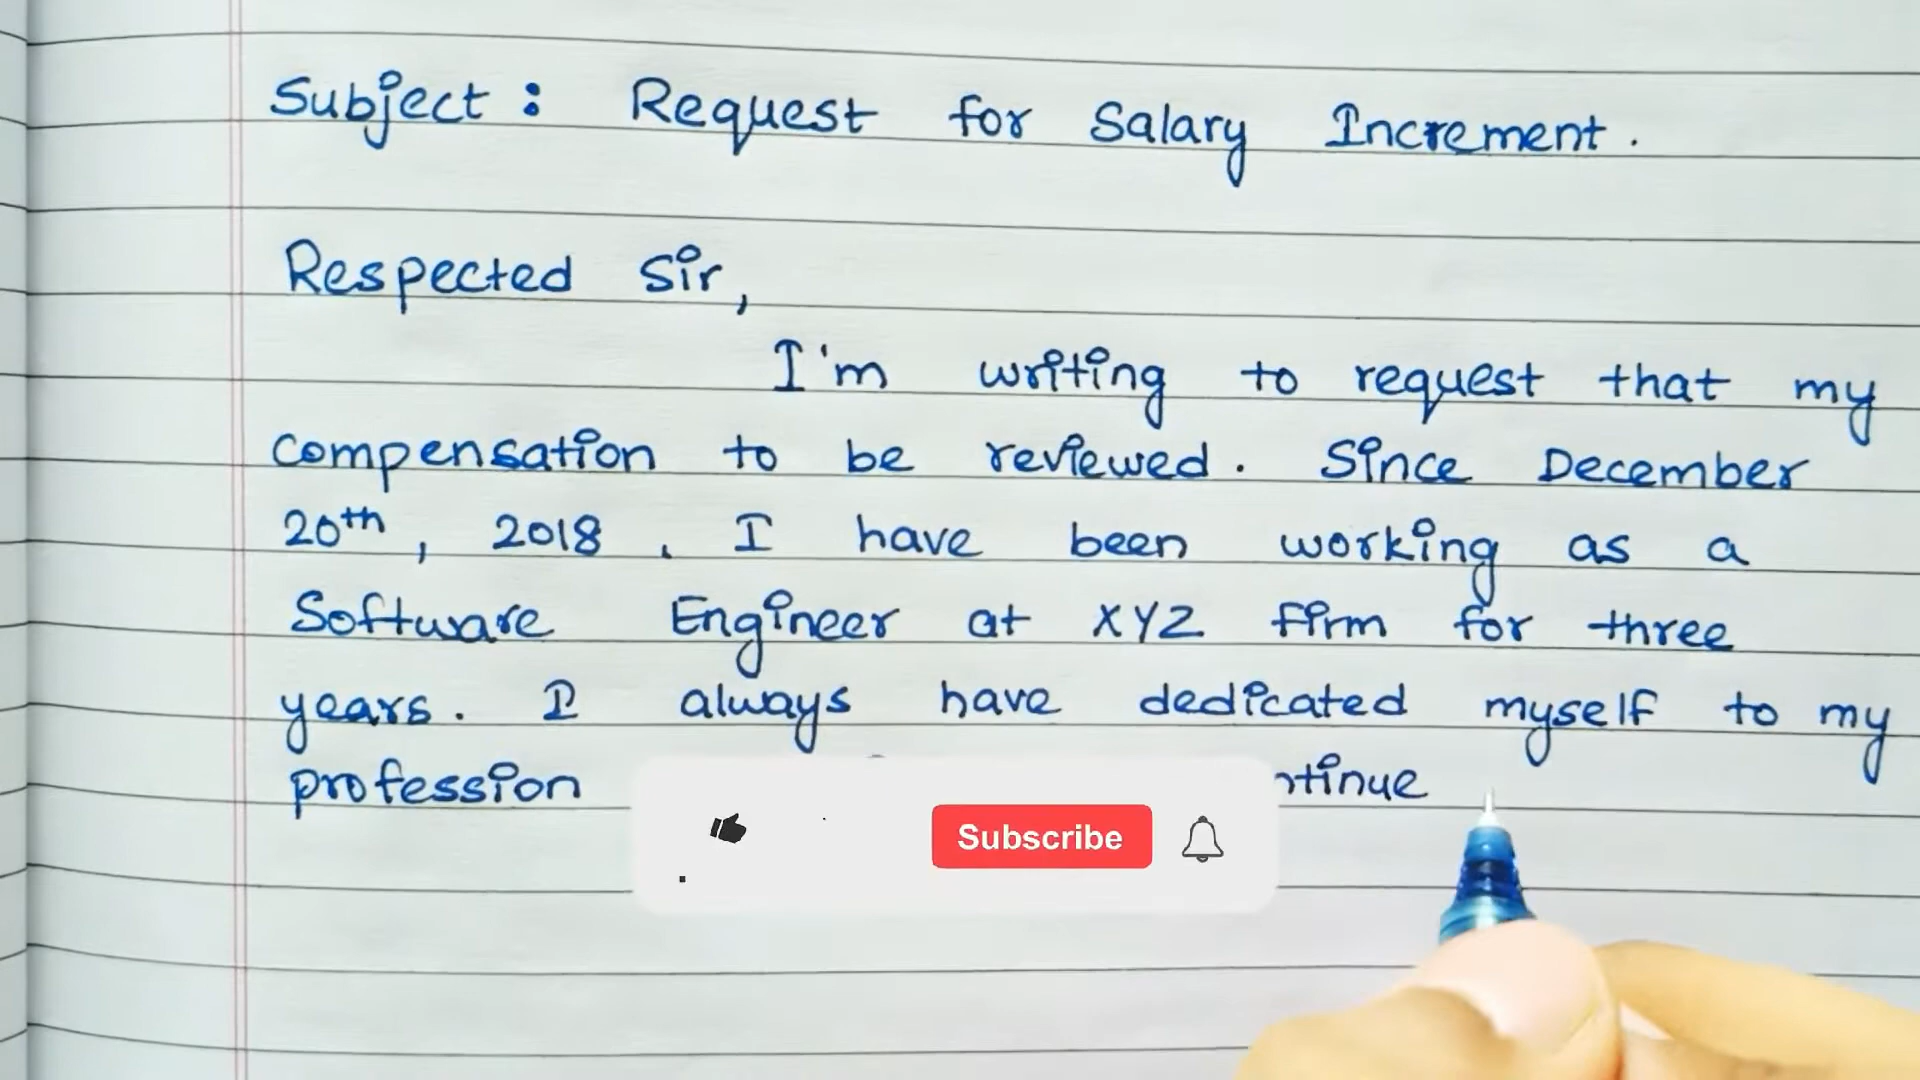 Subject : Request for Salary Increment.
Respected Sir,
I'm writing to request that my
compensation to be reviewed. Since December
20th, 2018, I have been working as a
Software Engineer at XYZ firm for three
years. I always have dedicated myself to my
profession
Subscribe